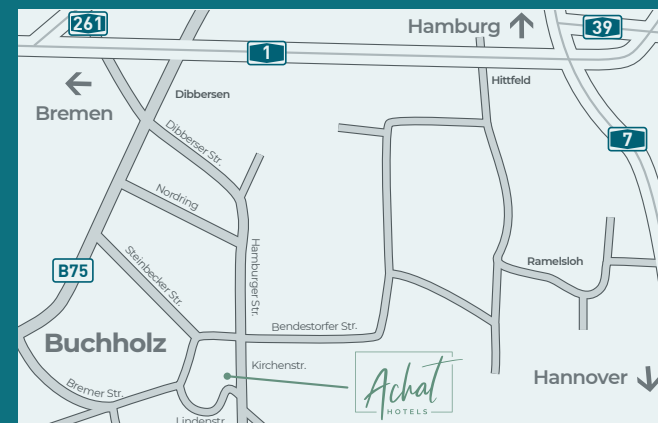 261
Hamburg
39
1
Bremen
Dibbersen
Hittfeld
Dibberser Str.
7
Nordring
Hamburger Str.
Steinbecker Str.
B75
Ramelsloh
Bendestorfer Str.
Buchholz
Kirchenstr.
Bremer Str.
Achat
HOTELS
Hannover
Lindenstr.